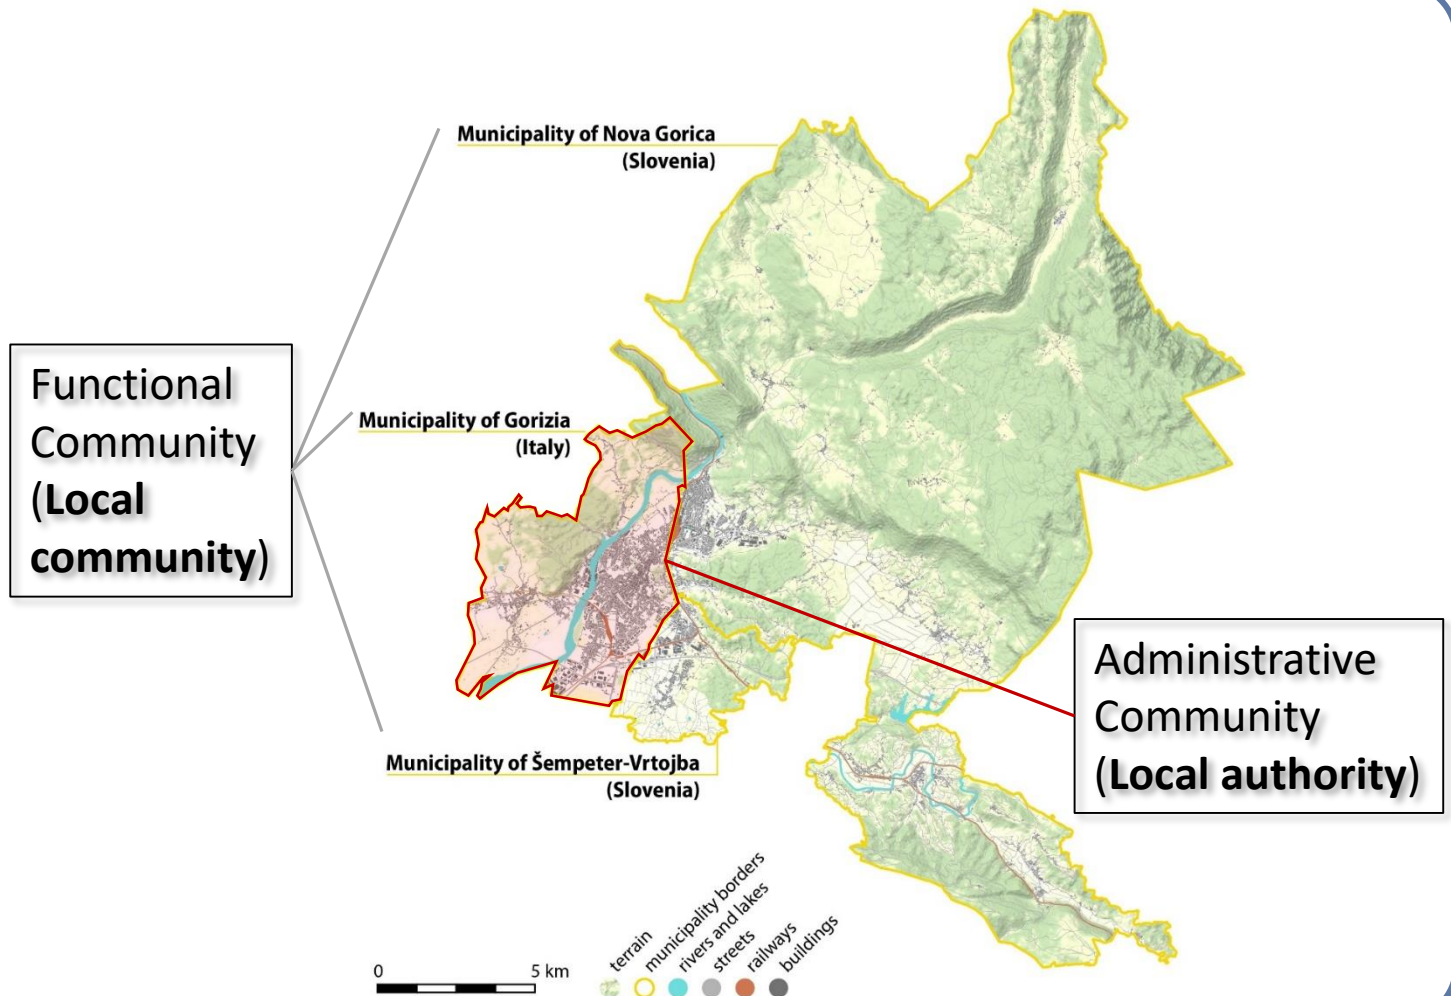 Municipality of Nova Gorica
(Slovenia)
Functional
Community
(Local
community)
Municipality of Gorizia
(Italy)
Administrative
Community
(Local authority)
Municipality of Šempeter-Vrtojba
(Slovenia)
0 5 km
terrain
municipality borders
rivers and lakes
streets
railways
buildings